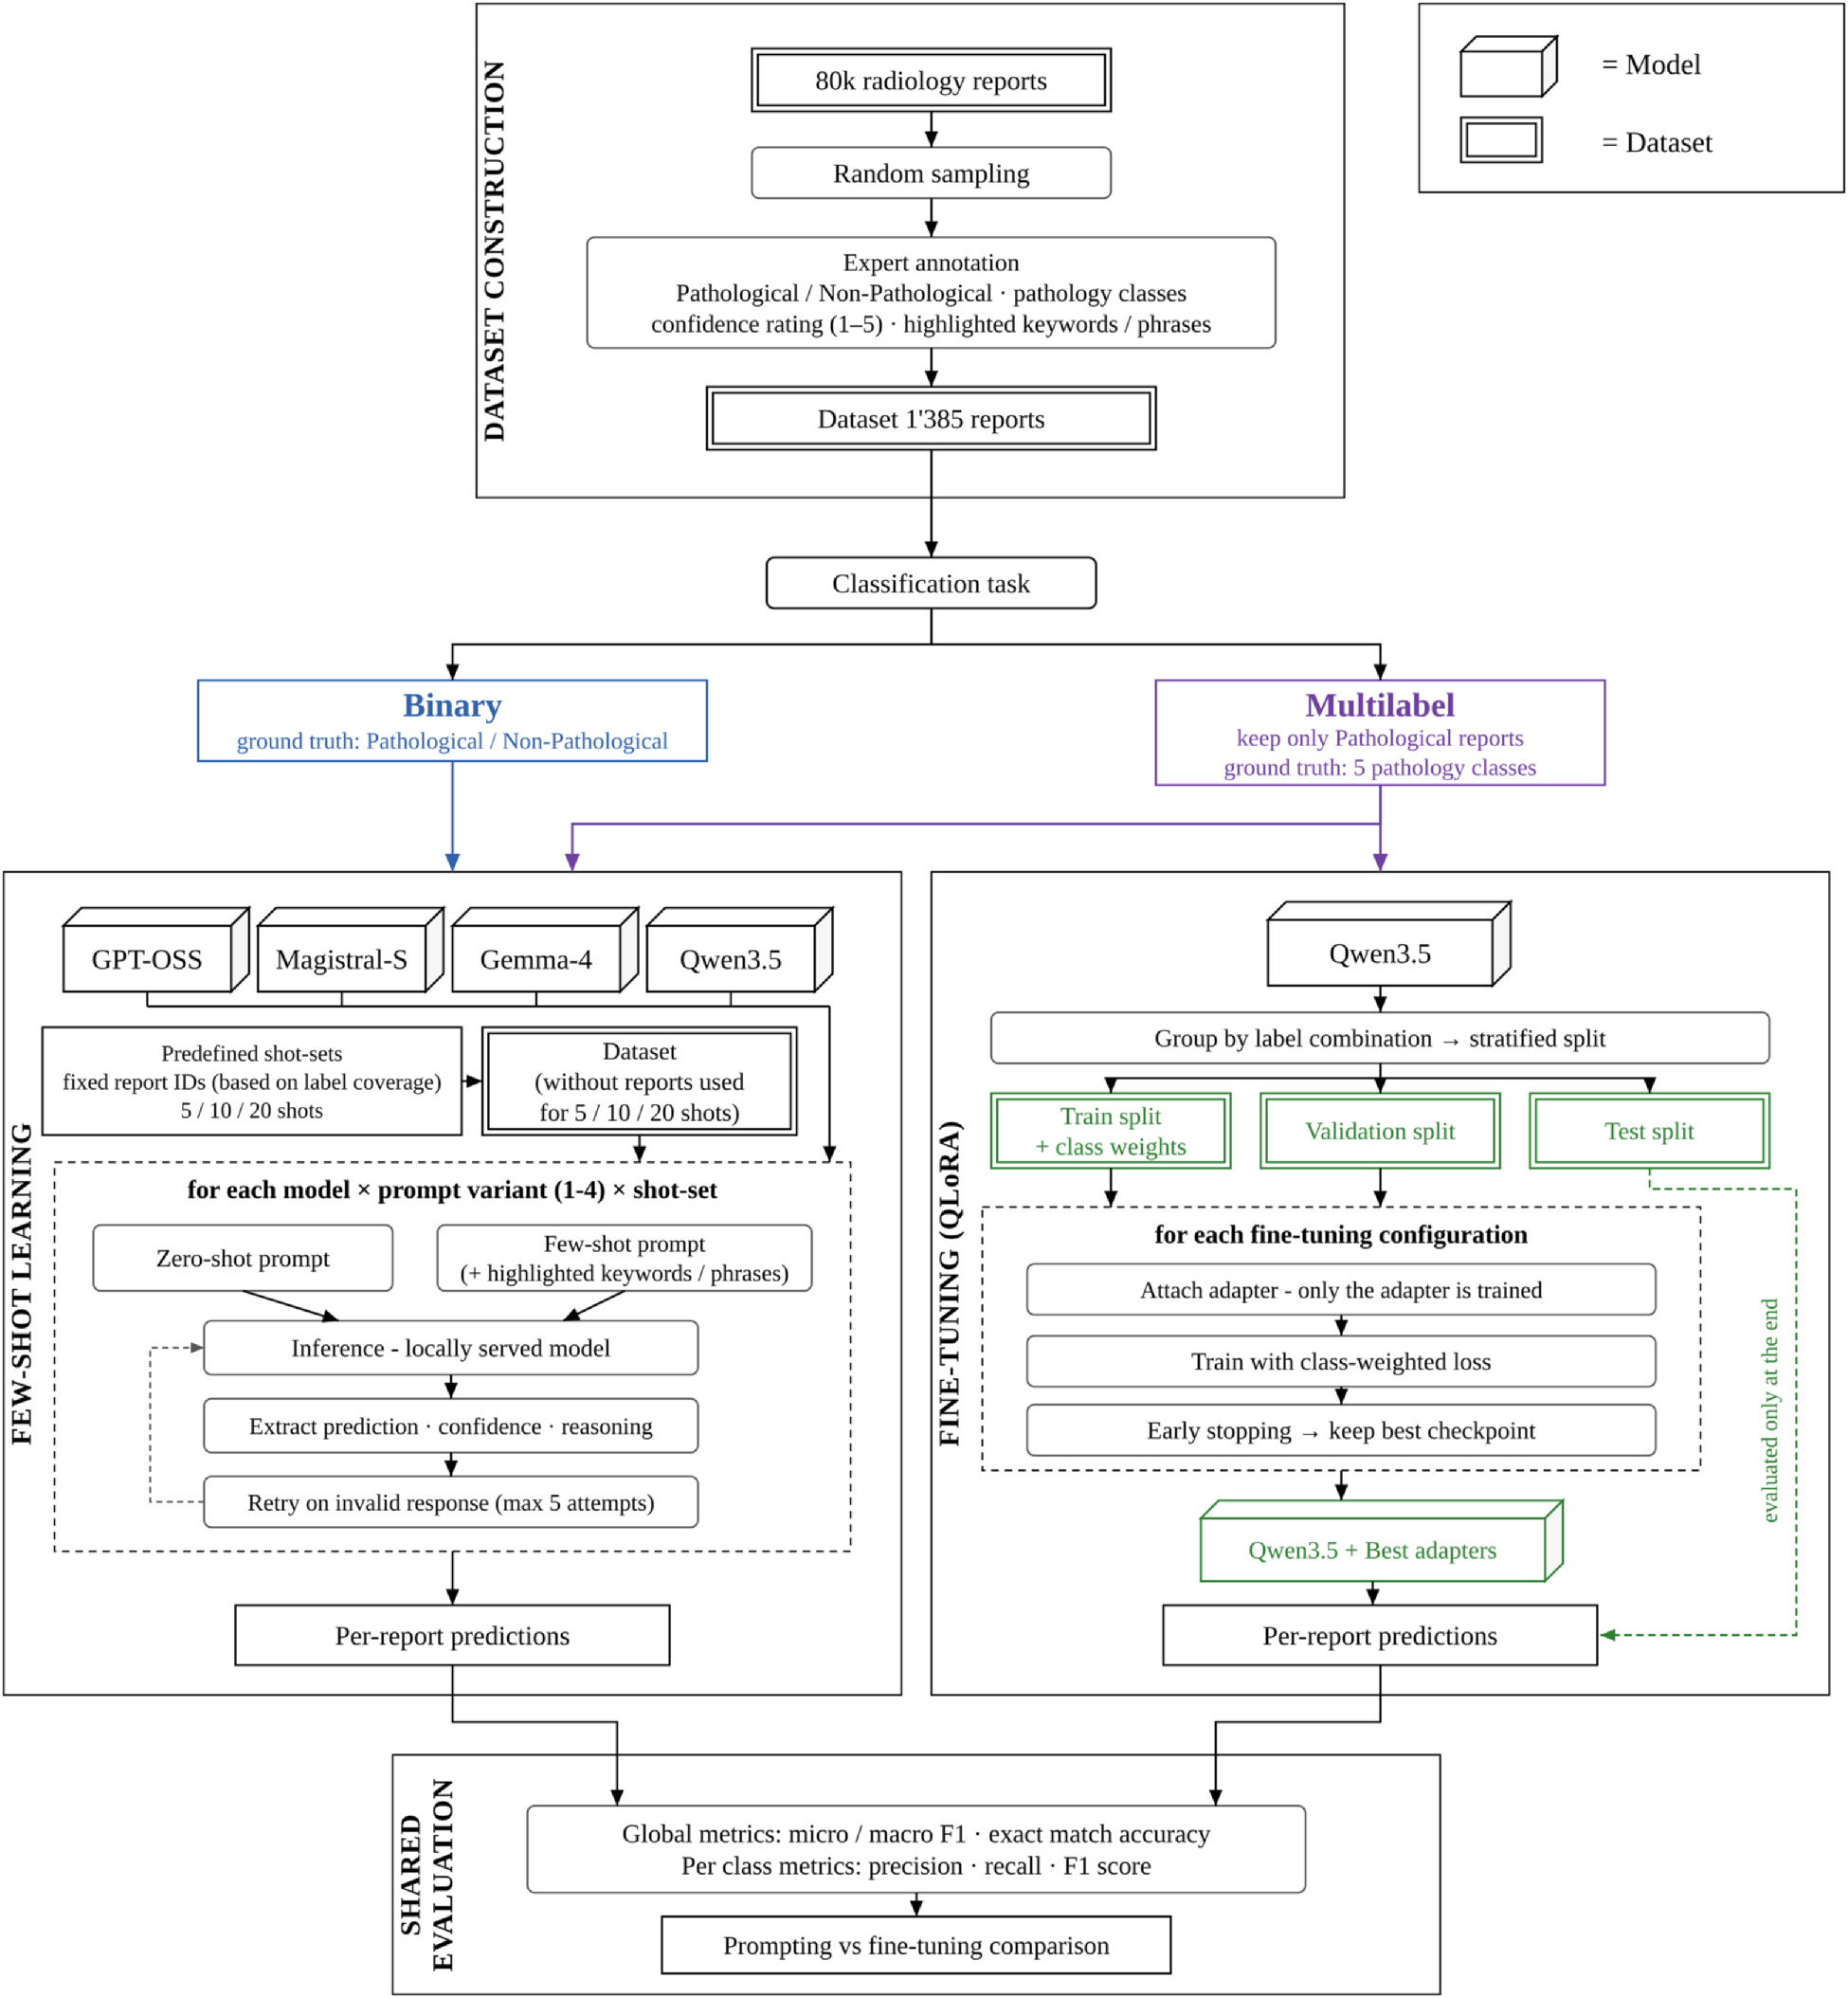 DATASET CONSTRUCTION
80k radiology reports
Random sampling
Expert annotation
Pathological / Non-Pathological · pathology classes
confidence rating (1–5) · highlighted keywords / phrases
Dataset 1'385 reports
= Model
= Dataset
Classification task
Binary
ground truth: Pathological / Non-Pathological
Multilabel
keep only Pathological reports
ground truth: 5 pathology classes
FEW-SHOT LEARNING
GPT-OSS
Magistral-S
Gemma-4
Qwen3.5
Predefined shot-sets
fixed report IDs (based on label coverage)
5 / 10 / 20 shots
Dataset
(without reports used
for 5 / 10 / 20 shots)
for each model × prompt variant (1-4) × shot-set
Zero-shot prompt
Few-shot prompt
(+ highlighted keywords / phrases)
Inference - locally served model
Extract prediction · confidence · reasoning
Retry on invalid response (max 5 attempts)
Per-report predictions
FINE-TUNING (QLoRA)
Qwen3.5
Group by label combination → stratified split
Train split
+ class weights
Validation split
Test split
for each fine-tuning configuration
Attach adapter - only the adapter is trained
Train with class-weighted loss
Early stopping → keep best checkpoint
evaluated only at the end
Qwen3.5 + Best adapters
Per-report predictions
SHARED
EVALUATION
Global metrics: micro / macro F1 · exact match accuracy
Per class metrics: precision · recall · F1 score
Prompting vs fine-tuning comparison